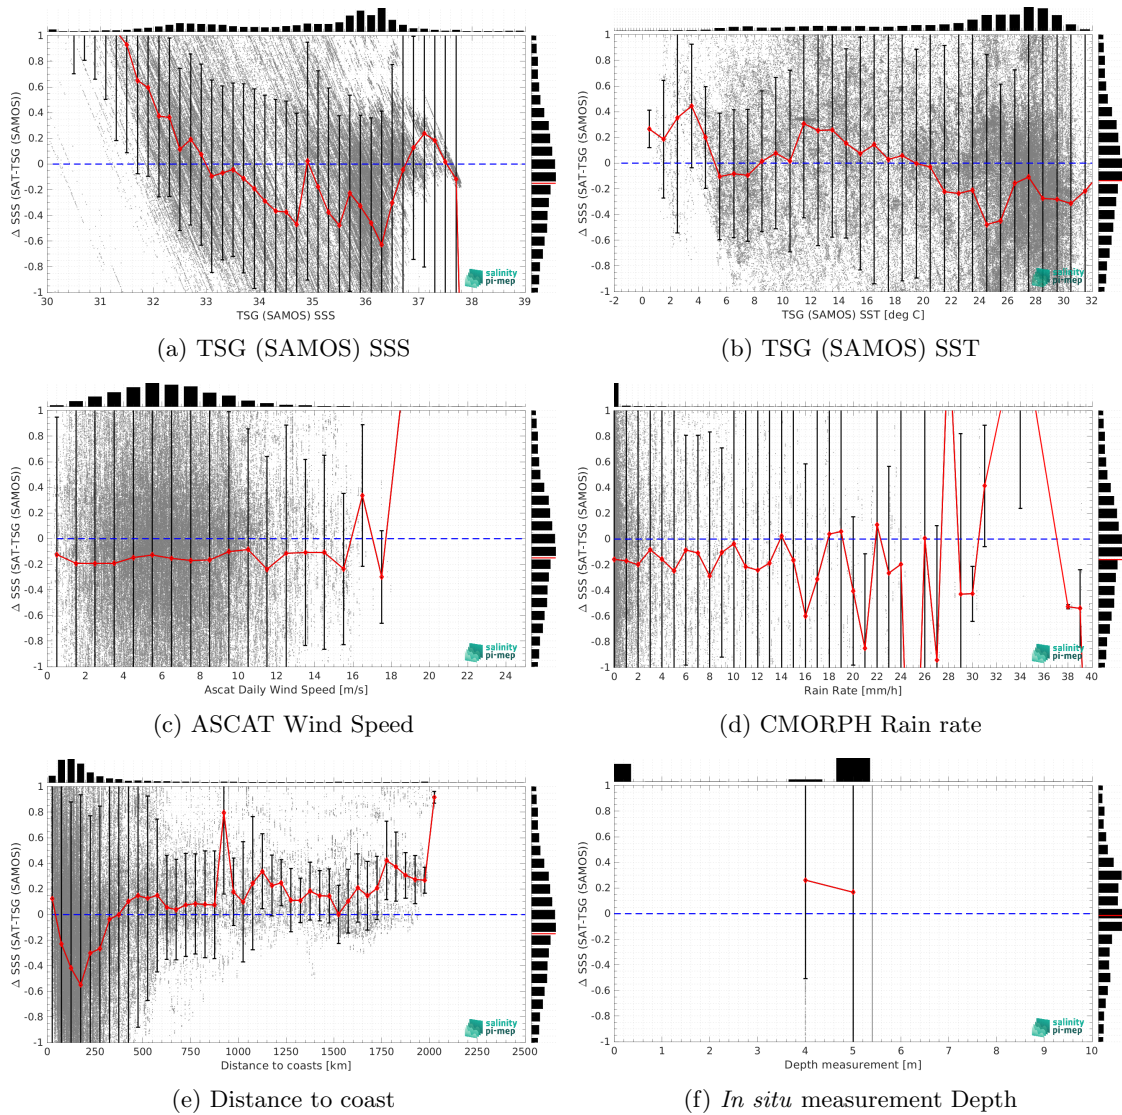 1
0.8
0.6
0.4
0.2
0
-0.2
-0.4
-0.6
-0.8
-1
Δ SSS (SAT-TSG (SAMOS))
30 31 32 33 34 35 36 37 38 39
TSG (SAMOS) SSS
salinity
pi-mep
(a) TSG (SAMOS) SSS
1
0.8
0.6
0.4
0.2
0
-0.2
-0.4
-0.6
-0.8
-1
Δ SSS (SAT-TSG (SAMOS))
-2 0 2 4 6 8 10 12 14 16 18 20 22 24 26 28 30 32
TSG (SAMOS) SST [deg C]
salinity
pi-mep
(b) TSG (SAMOS) SST
1
0.8
0.6
0.4
0.2
0
-0.2
-0.4
-0.6
-0.8
-1
Δ SSS (SAT-TSG (SAMOS))
0 2 4 6 8 10 12 14 16 18 20 22 24
Ascat Daily Wind Speed [m/s]
salinity
pi-mep
(c) ASCAT Wind Speed
1
0.8
0.6
0.4
0.2
0
-0.2
-0.4
-0.6
-0.8
-1
Δ SSS (SAT-TSG (SAMOS))
0 2 4 6 8 10 12 14 16 18 20 22 24 26 28 30 32 34 36 38 40
Rain Rate [mm/h]
salinity
pi-mep
(d) CMORPH Rain rate
1
0.8
0.6
0.4
0.2
0
-0.2
-0.4
-0.6
-0.8
-1
Δ SSS (SAT-TSG (SAMOS))
0 250 500 750 1000 1250 1500 1750 2000 2250 2500
Distance to coasts [km]
salinity
pi-mep
(e) Distance to coast
1
0.8
0.6
0.4
0.2
0
-0.2
-0.4
-0.6
-0.8
-1
Δ SSS (SAT-TSG (SAMOS))
0 1 2 3 4 5 6 7 8 9 10
Depth measurement [m]
salinity
pi-mep
(f) In situ measurement Depth